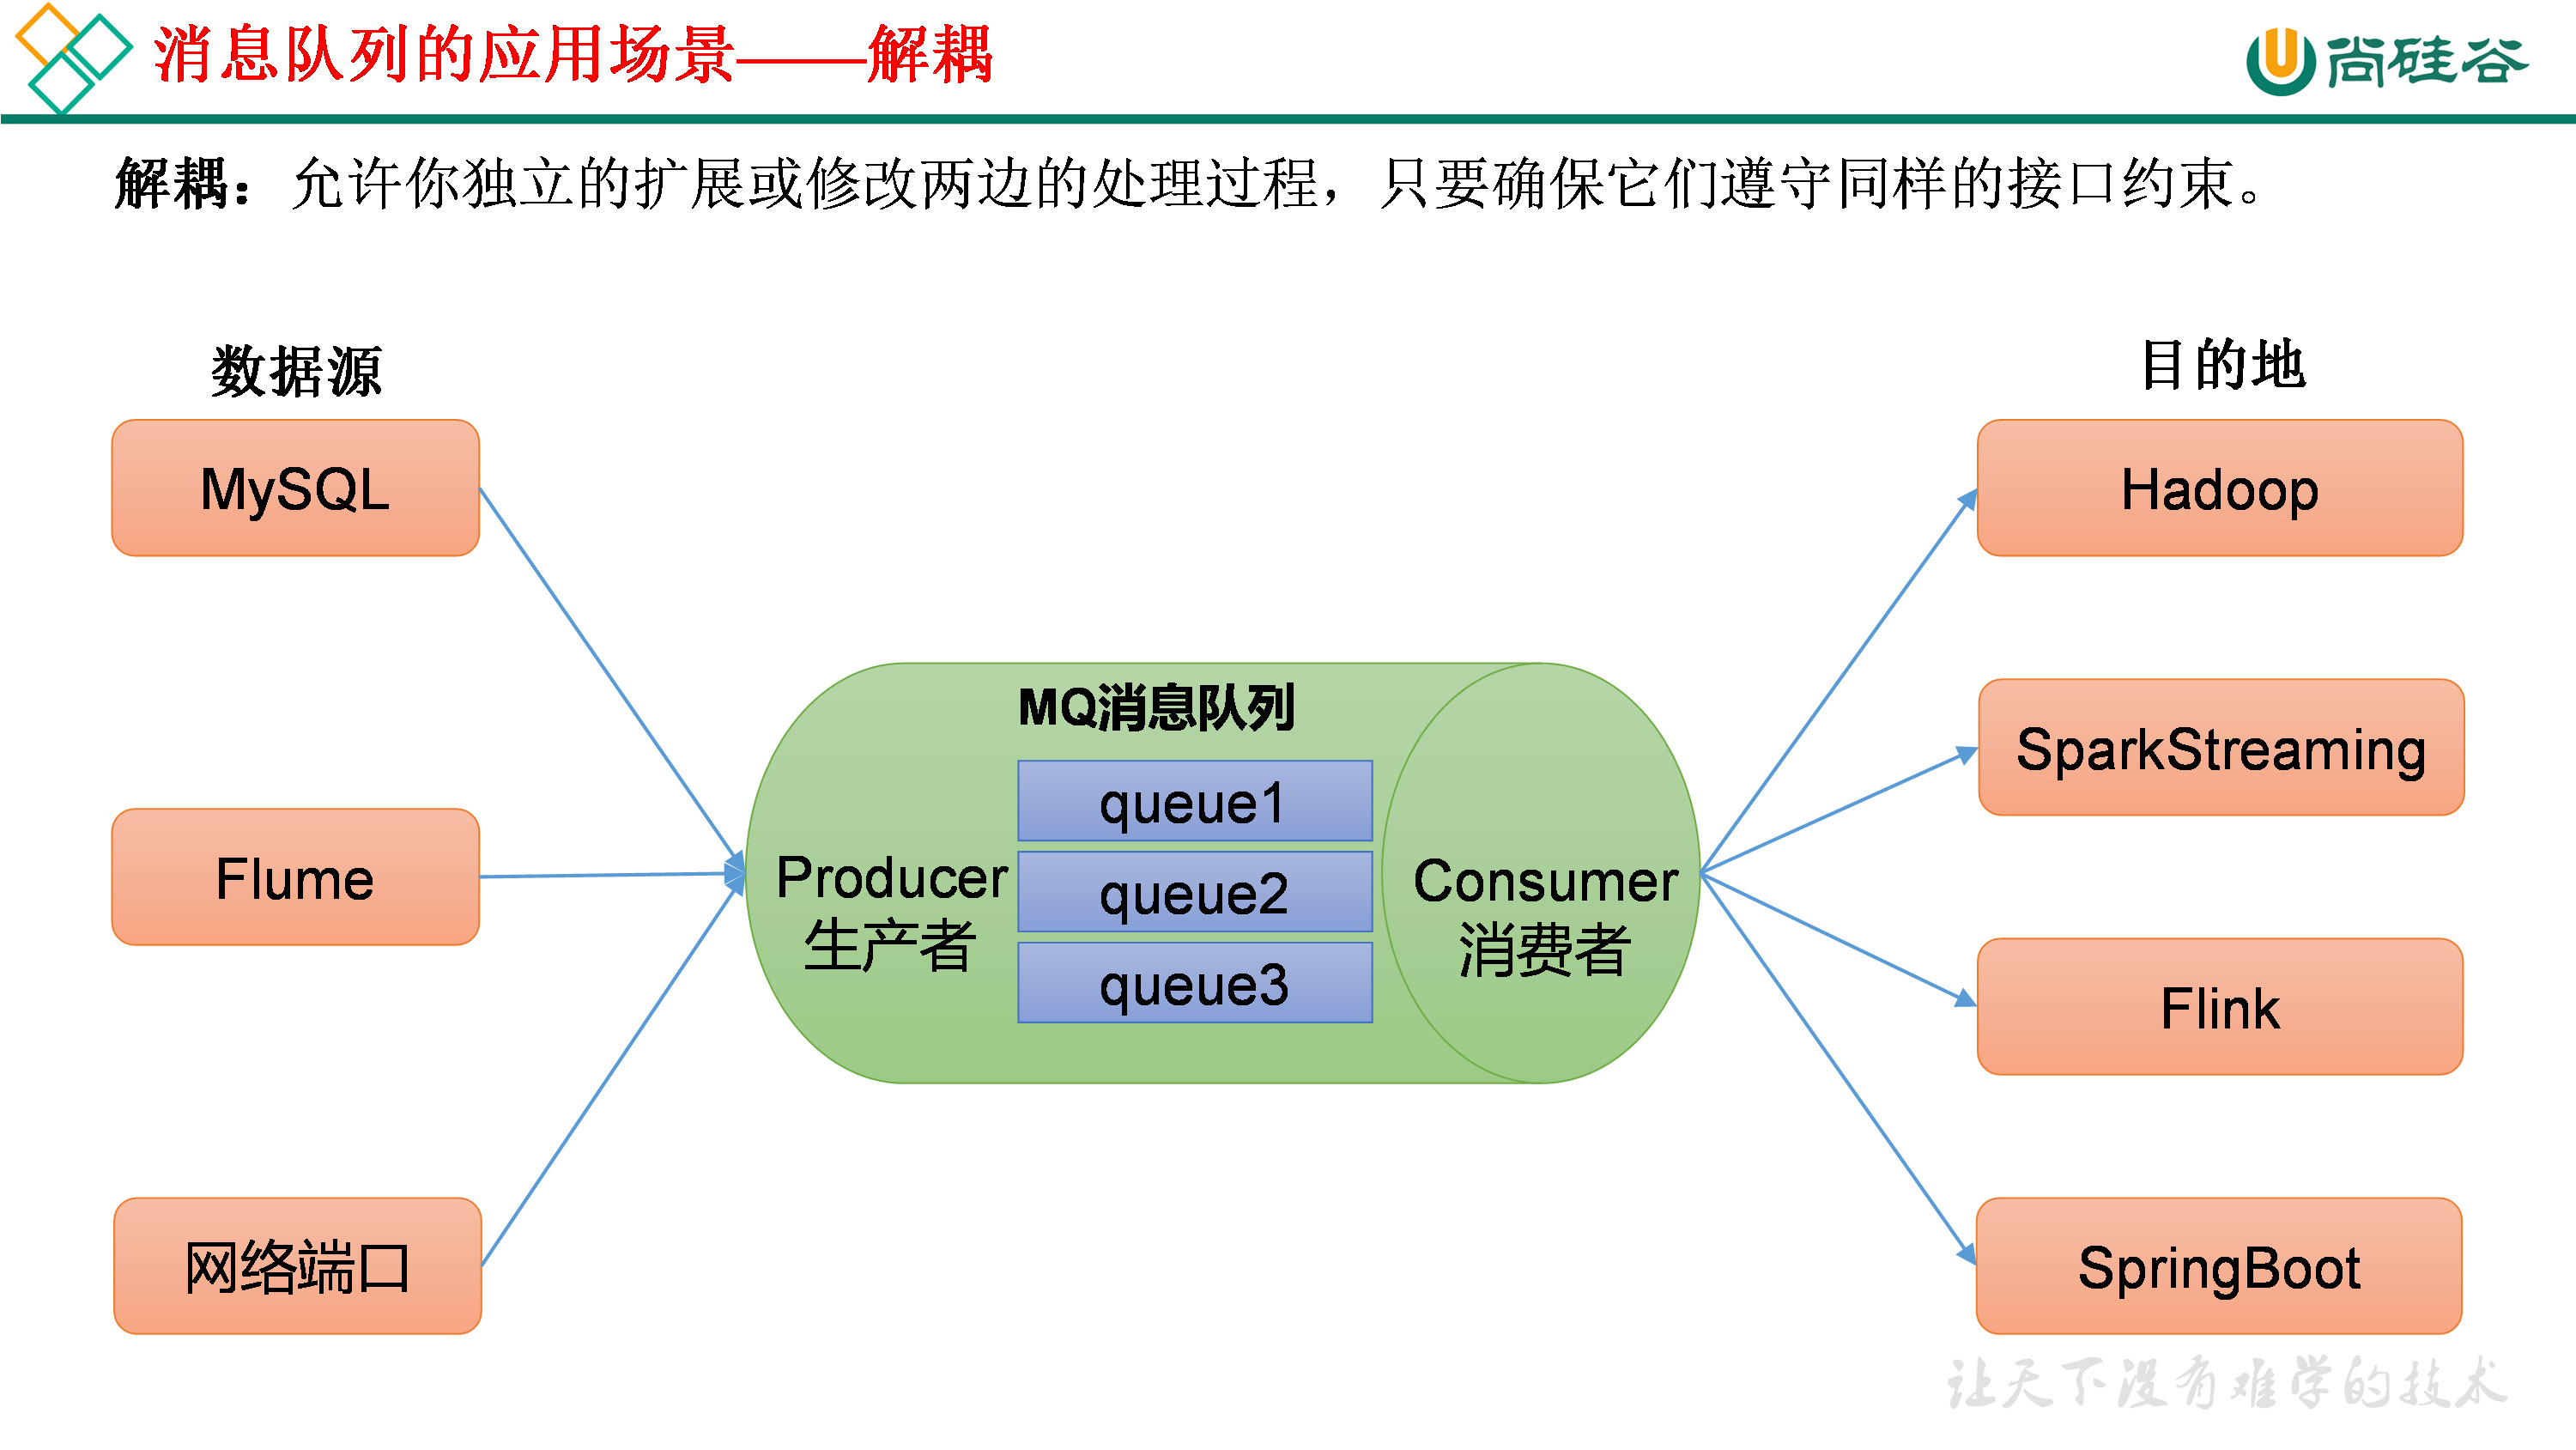 消息队列的应用场景——解耦
尚硅谷
解耦：允许你独立的扩展或修改两边的处理过程，只要确保它们遵守同样的接口约束。
数据源
目的地
MySQL
Flume
网络端口
MQ消息队列
Producer
生产者
queue1
queue2
queue3
Consumer
消费者
Hadoop
SparkStreaming
Flink
SpringBoot
让天下没有难学的技术